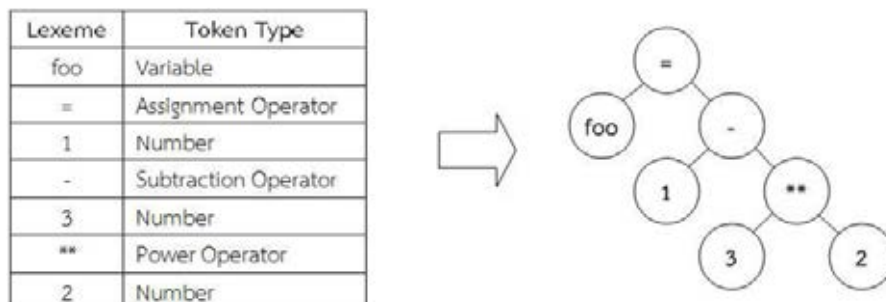 Lexeme Token Type
foo Variable
= Assignment Operator
1 Number
- Subtraction Operator
3 Number
** Power Operator
2 Number
=
foo -
1 **
3 2